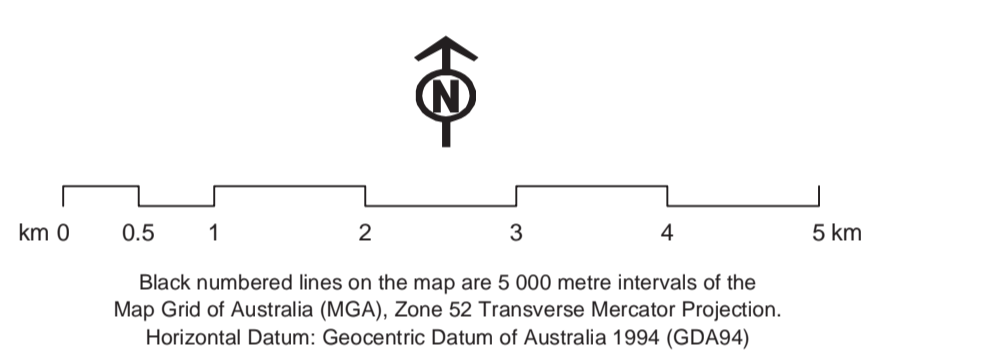 N
km 0 0.5 1 2 3 4 5 km
Black numbered lines on the map are 5 000 metre intervals of the
Map Grid of Australia (MGA), Zone 52 Transverse Mercator Projection.
Horizontal Datum: Geocentric Datum of Australia 1994 (GDA94)